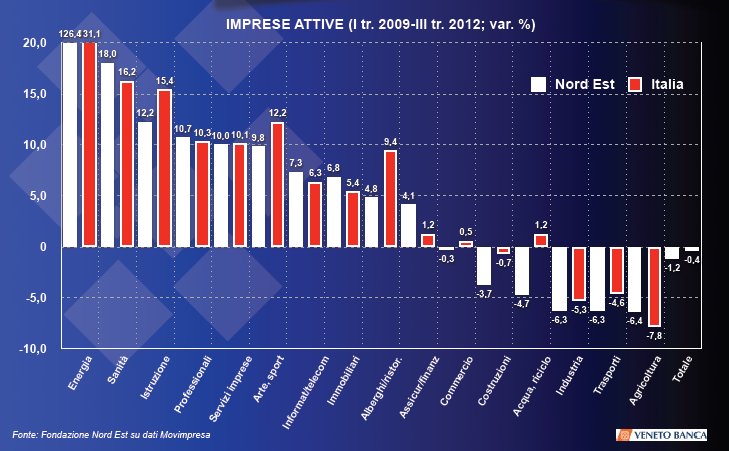 IMPRESE ATTIVE (I tr. 2009-III tr. 2012; var. %)
20,0
15,0
10,0
5,0
0
-5,0
-10,0
Nord Est
Italia
126,4 31,1
18,0
16,2
12,2
15,4
10,7
10,3
10,0
10,1
9,8
12,2
7,3
6,3
6,8
5,4
4,8
9,4
4,1
1,2
-0,3
0,5
-3,7
-0,7
-4,7
1,2
-6,3
-5,3
-6,3
-4,6
-6,4
-7,8
-1,2
-0,4
Energia
Sanità
Istruzione
Professionali
Servizi imprese
Arte, sport
Informat/telecom
Immobiliari
Alberghi/ristor.
Assicur/finanz
Commercio
Costruzioni
Acqua, riciclo
Industria
Trasporti
Agricoltura
Totale
Fonte: Fondazione Nord Est su dati Movimpresa
VENETO BANCA